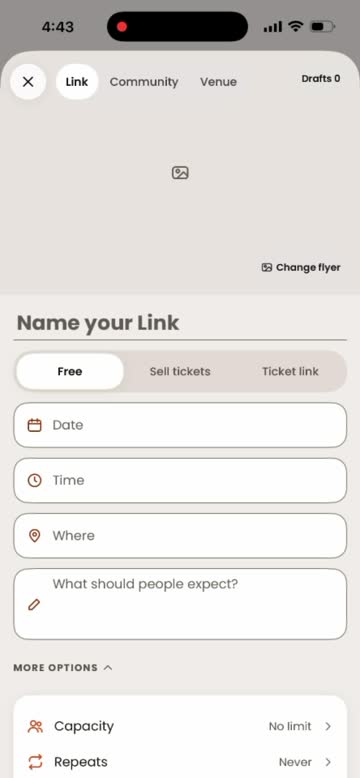 4:43
Link Community Venue Drafts 0
Change flyer
Name your Link
Free Sell tickets Ticket link
Date
Time
Where
What should people expect?
MORE OPTIONS
Capacity No limit
Repeats Never